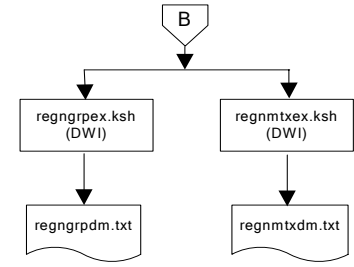 B
regngrpex.ksh
(DWI)
regnmtxex.ksh
(DWI)
regngrpdm.txt
regnmtxdm.txt